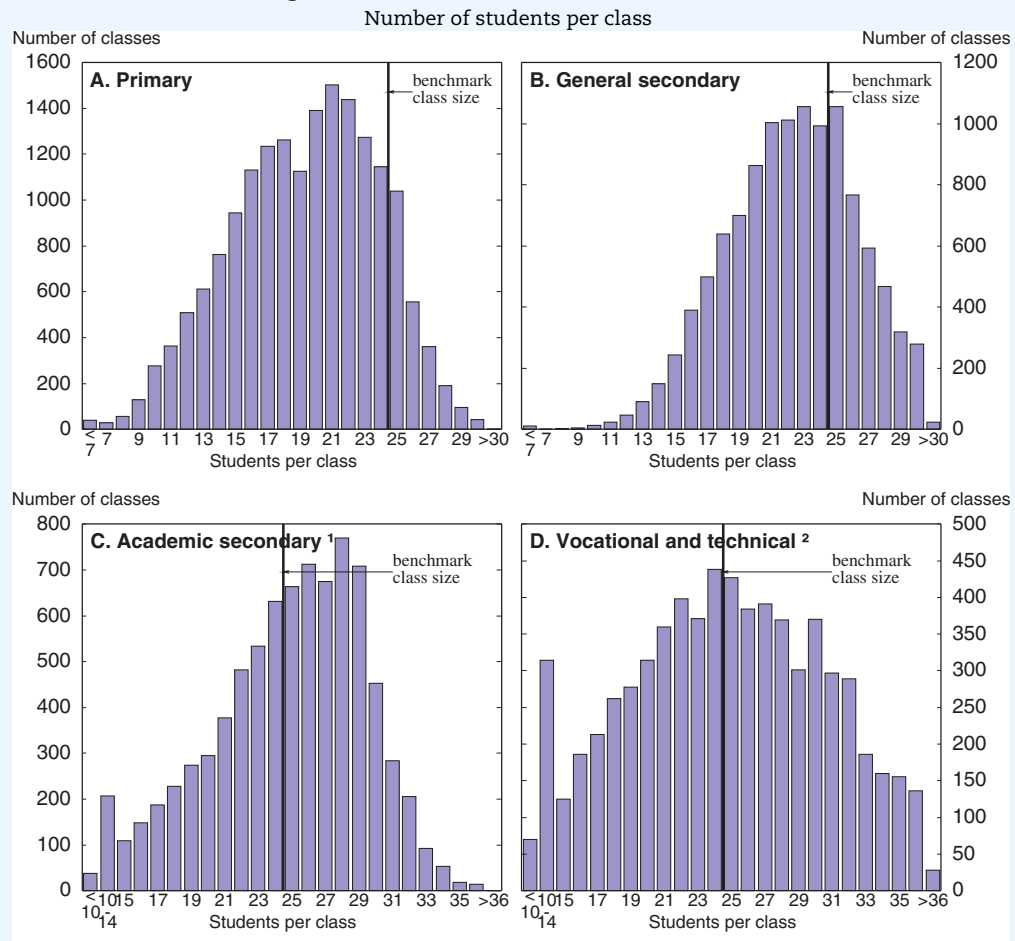 Number of students per class
Number of classes
Number of classes
1600
1400
1200
1000
800
600
400
200
0
A. Primary
benchmark
class size
< 7 7 9 11 13 15 17 19 21 23 25 27 29 >30
Students per class
B. General secondary
benchmark
class size
1200
1000
800
600
400
200
0
< 7 7 9 11 13 15 17 19 21 23 25 27 29 >30
Students per class
Number of classes
Number of classes
800
700
600
500
400
300
200
100
0
C. Academic secondary ¹
benchmark
class size
< 10 10-14 15 17 19 21 23 25 27 29 31 33 35 >36
Students per class
D. Vocational and technical ²
benchmark
class size
500
450
400
350
300
250
200
150
100
50
0
< 10 10-14 15 17 19 21 23 25 27 29 31 33 35 >36
Students per class